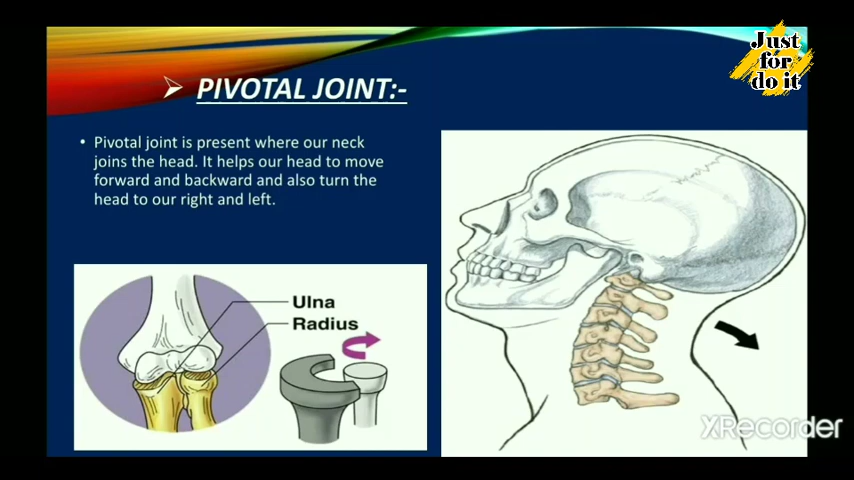 Just
for
do it
➢ PIVOTAL JOINT:-
• Pivotal joint is present where our neck
joins the head. It helps our head to move
forward and backward and also turn the
head to our right and left.
Ulna
Radius
XRecorder